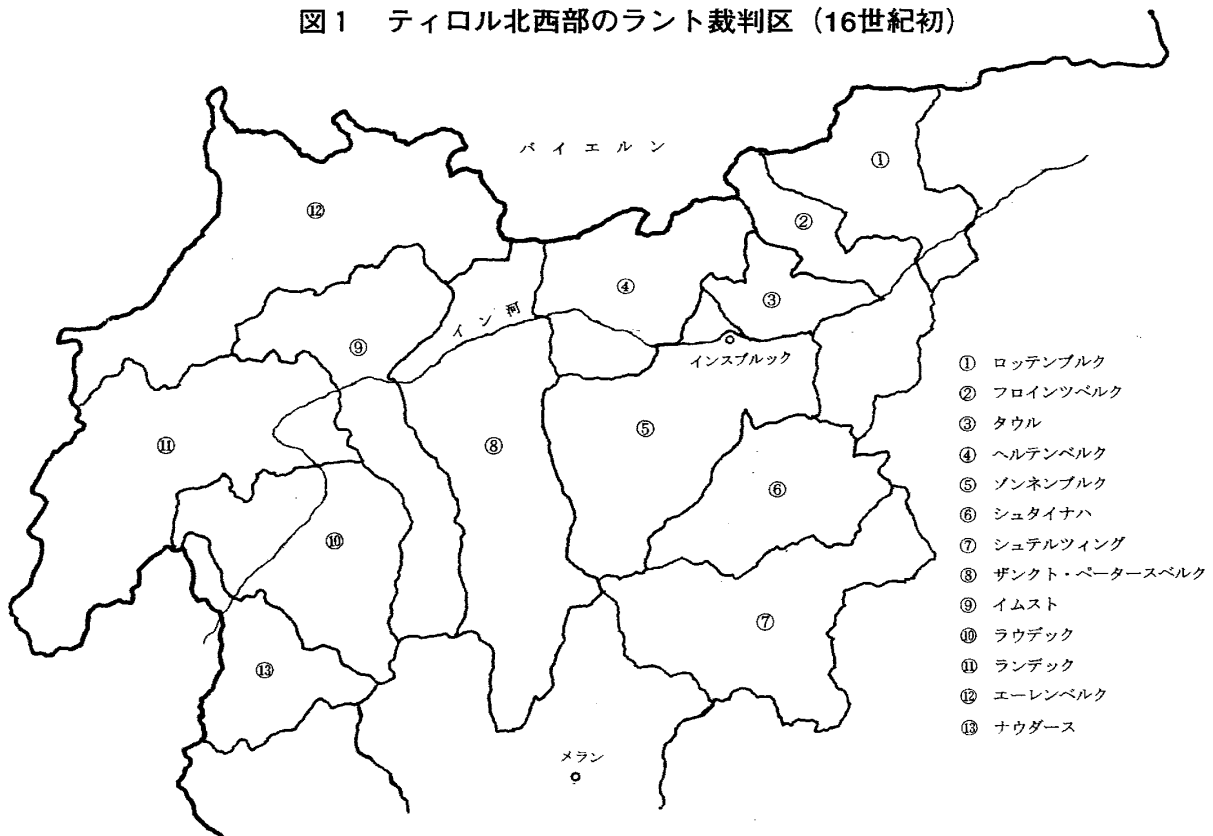 図1 ティロル北西部のラント裁判区（16世紀初）
バイエルン
①
⑫
②
④
③
イン河
⑨
インスブルック
⑪
⑧
⑤
⑥
⑩
⑦
⑬
メラン
① ロッテンブルク
② フロインツベルク
③ タウル
④ ヘルテンベルク
⑤ ゾンネンブルク
⑥ シュタイナハ
⑦ シュテルツィング
⑧ ザンクト・ペータースベルク
⑨ イムスト
⑩ ラウデック
⑪ ランデック
⑫ エーレンベルク
⑬ ナウダース